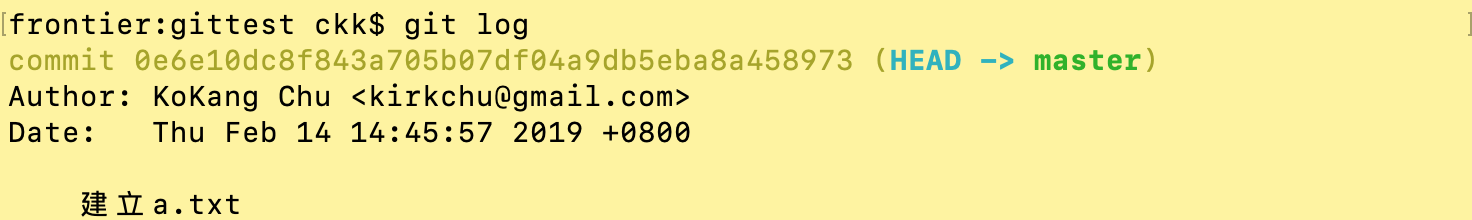 [frontier:gittest ckk$ git log ]
commit 0e6e10dc8f843a705b07df04a9db5eba8a458973 (HEAD -> master)
Author: KoKang Chu <kirkchu@gmail.com>
Date:   Thu Feb 14 14:45:57 2019 +0800
建立a.txt